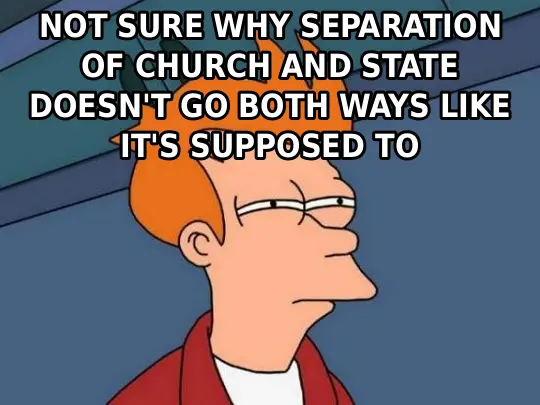 NOT SURE WHY SEPARATION
OF CHURCH AND STATE
DOESN'T GO BOTH WAYS LIKE
IT'S SUPPOSED TO